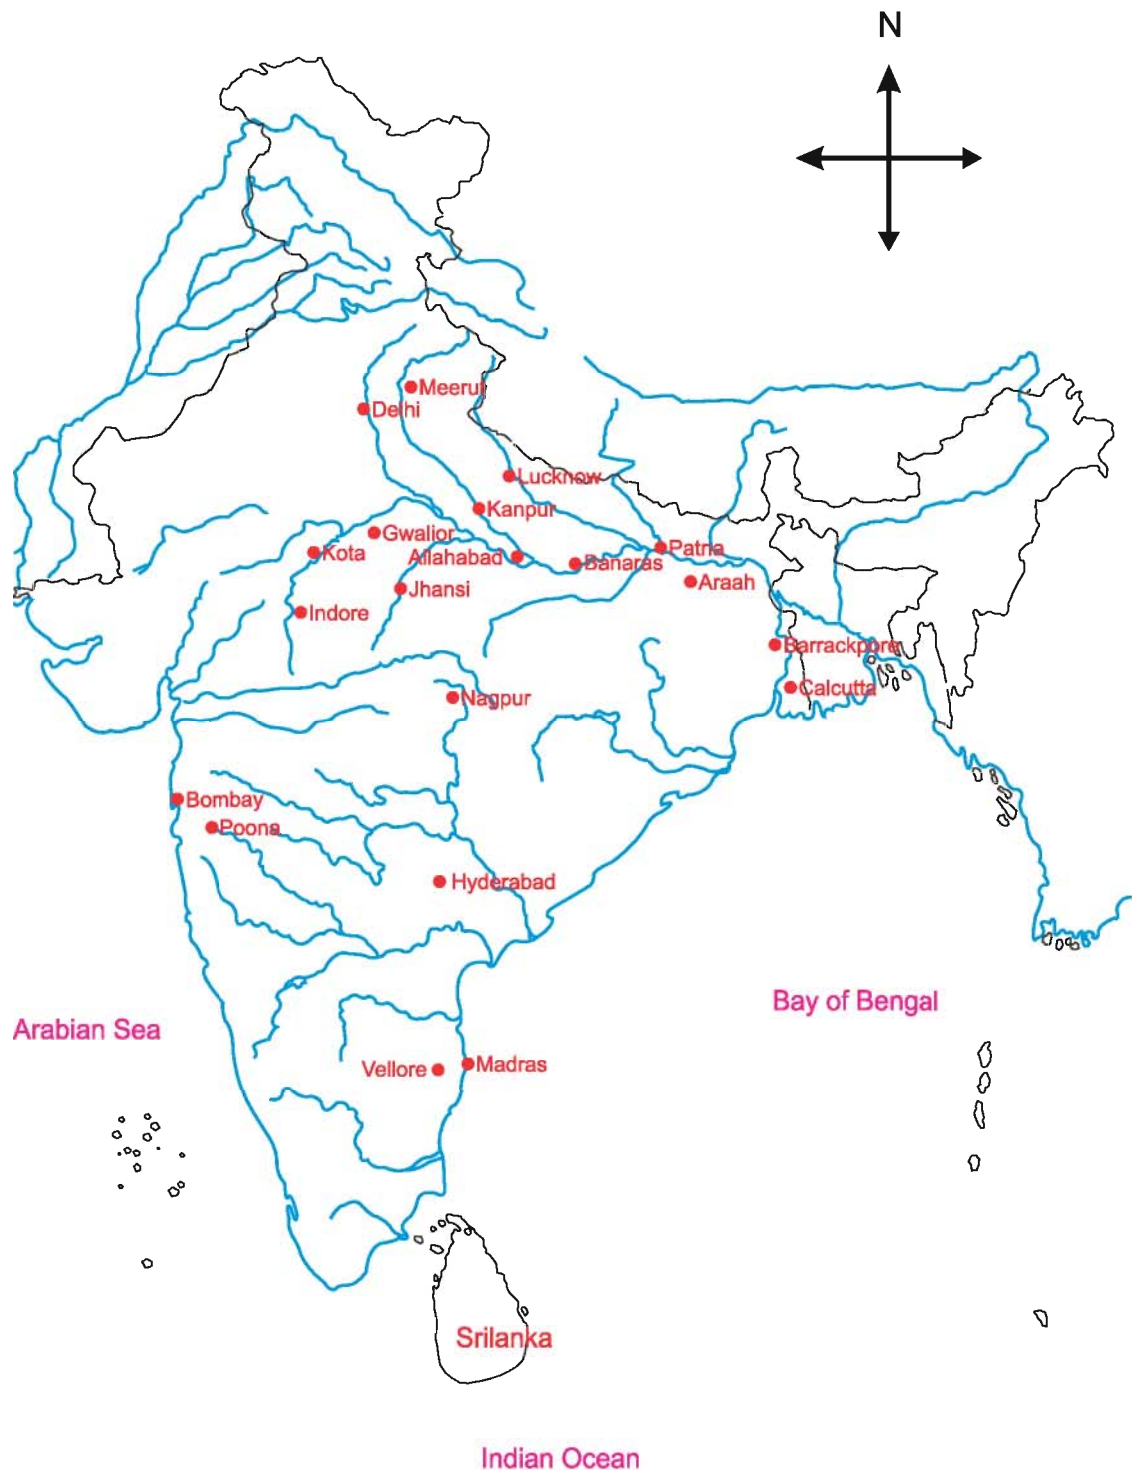 N
Meerut
Delhi
Lucknow
Kanpur
Gwalior
Kota
Allahabad
Patna
Banaras
Araah
Jhansi
Indore
Barrackpore
Calcutta
Nagpur
Bombay
Poona
Hyderabad
Bay of Bengal
Arabian Sea
Vellore
Madras
Srilanka
Indian Ocean